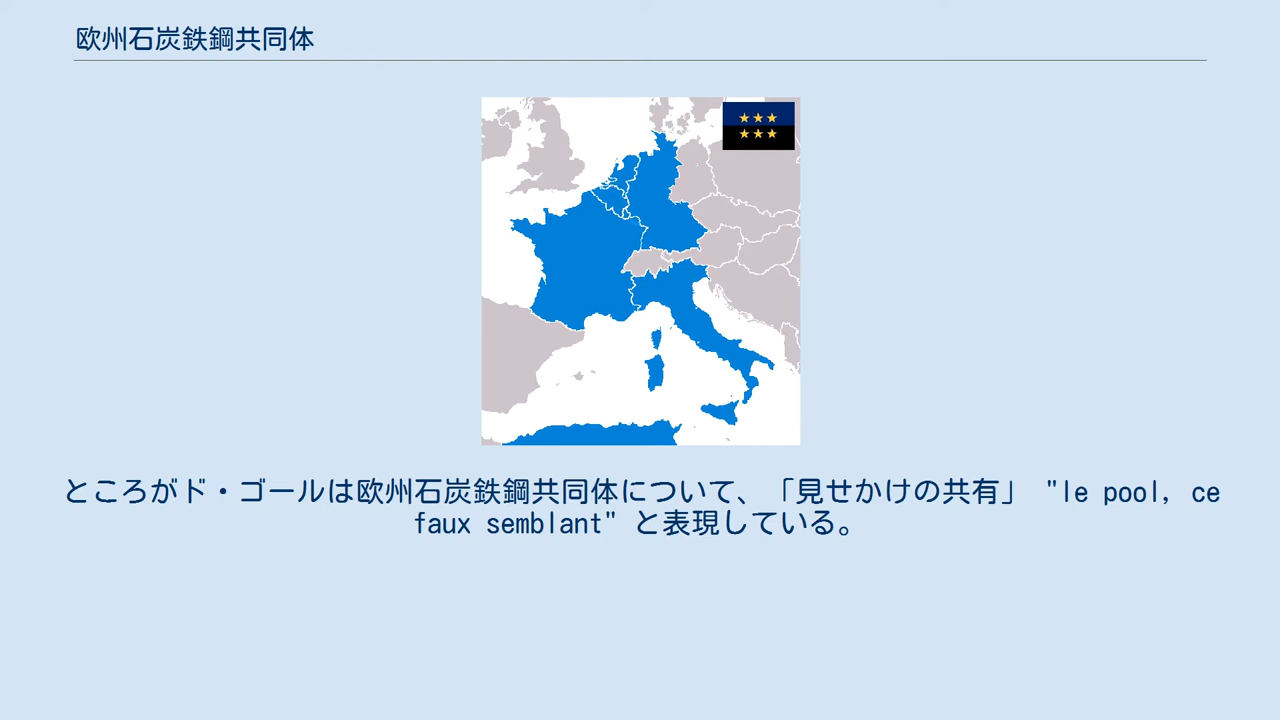 欧州石炭鉄鋼共同体
ところがド・ゴールは欧州石炭鉄鋼共同体について、「見せかけの共有」 "le pool, ce
faux semblant" と表現している。